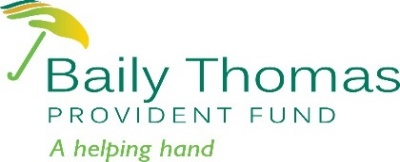 Baily Thomas
PROVIDENT FUND
A helping hand